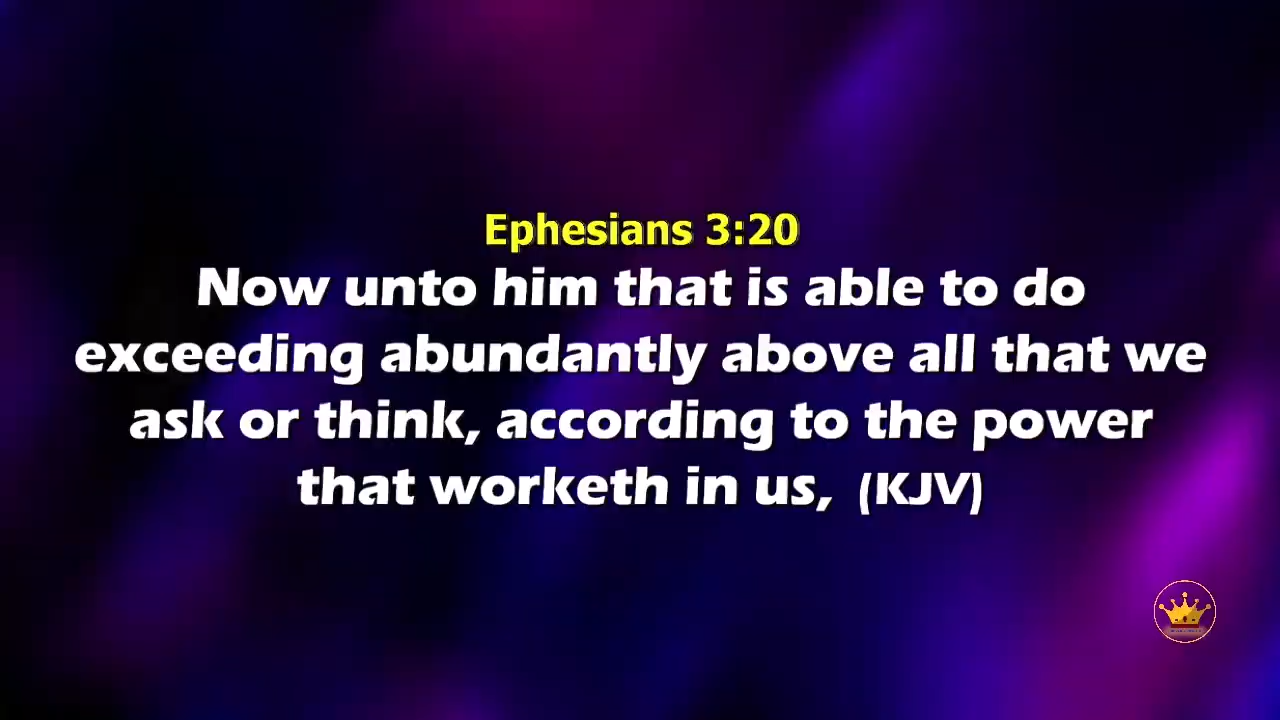 Ephesians 3:20
Now unto him that is able to do
exceeding abundantly above all that we
ask or think, according to the power
that worketh in us, (KJV)